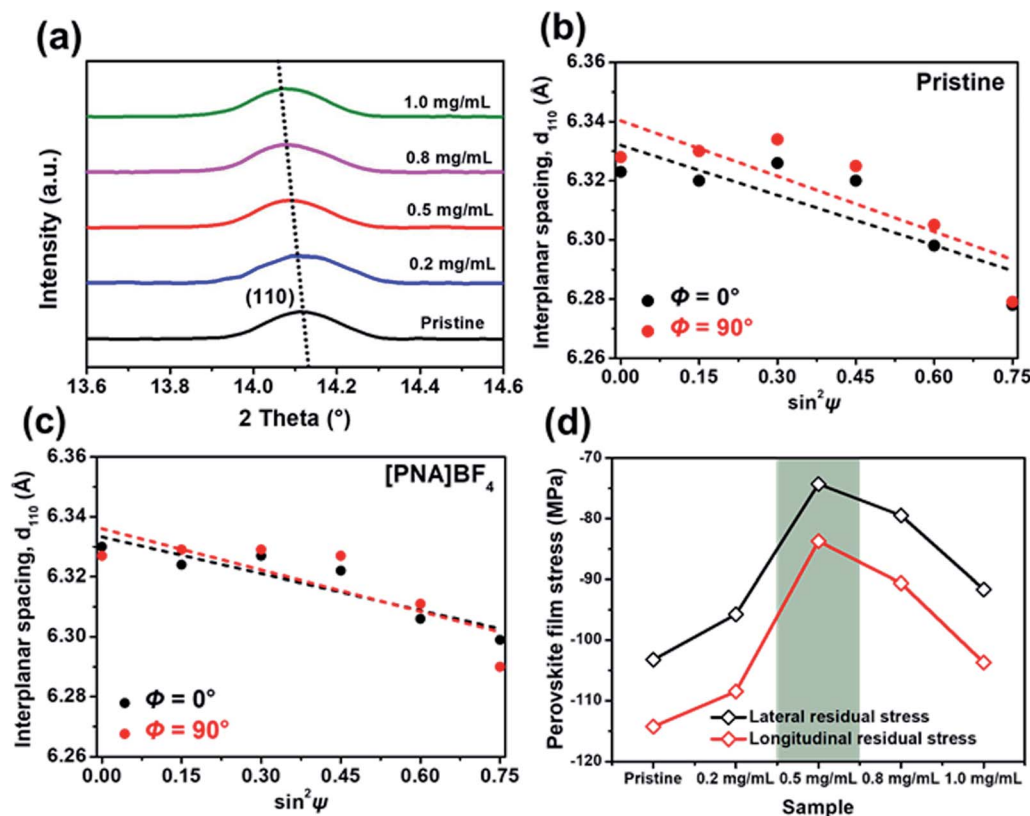 (a)
1.0 mg/mL
0.8 mg/mL
0.5 mg/mL
0.2 mg/mL
(110)
Pristine
Intensity (a.u.)
13.6 13.8 14.0 14.2 14.4 14.6
2 Theta (°)
(b)
Pristine
Interplanar spacing, d110 (Å)
6.36
6.34
6.32
6.30
6.28
6.26
Φ = 0°
Φ = 90°
0.00 0.15 0.30 0.45 0.60 0.75
sin²ψ
(c)
[PNA]BF4
Interplanar spacing, d110 (Å)
6.36
6.34
6.32
6.30
6.28
6.26
Φ = 0°
Φ = 90°
0.00 0.15 0.30 0.45 0.60 0.75
sin²ψ
(d)
Perovskite film stress (MPa)
-70
-80
-90
-100
-110
-120
Lateral residual stress
Longitudinal residual stress
Pristine 0.2 mg/mL 0.5 mg/mL 0.8 mg/mL 1.0 mg/mL
Sample